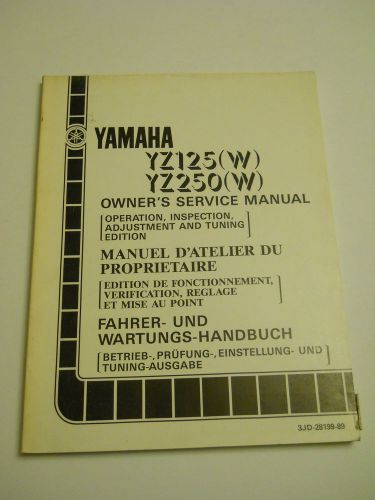 YAMAHA
YZ125(W)
YZ250(W)
OWNER'S SERVICE MANUAL
OPERATION, INSPECTION,
ADJUSTMENT AND TUNING
EDITION
MANUEL D'ATELIER DU
PROPRIETAIRE
EDITION DE FONCTIONNEMENT,
VERIFICATION, REGLAGE
ET MISE AU POINT
FAHRER- UND
WARTUNGS-HANDBUCH
BETRIEB-, PRÜFUNG-, EINSTELLUNG- UND
TUNING-AUSGABE
3JD-28199-89